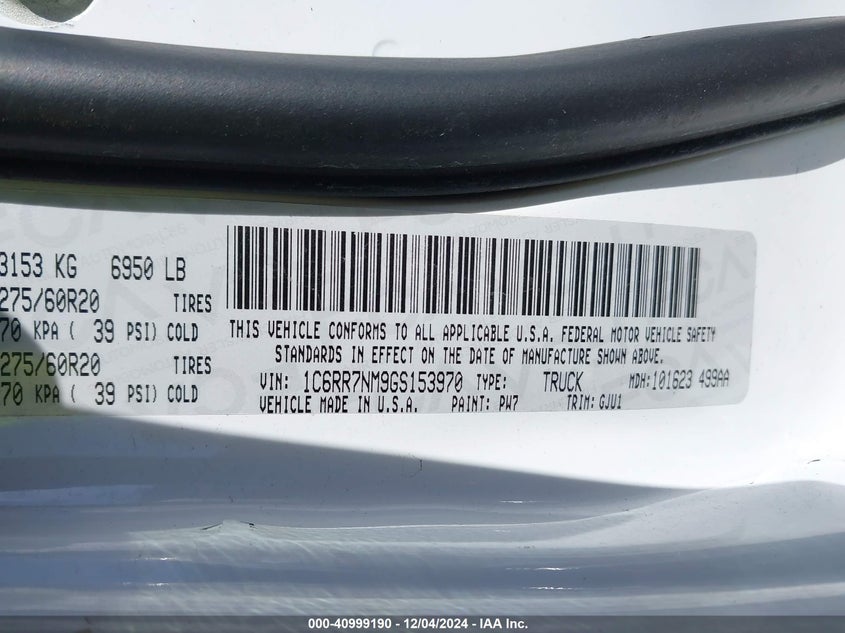 3153 KG 6950 LB
275/60R20 TIRES
70 KPA ( 39 PSI) COLD
275/60R20 TIRES
70 KPA ( 39 PSI) COLD
THIS VEHICLE CONFORMS TO ALL APPLICABLE U.S.A. FEDERAL MOTOR VEHICLE SAFETY
STANDARDS IN EFFECT ON THE DATE OF MANUFACTURE SHOWN ABOVE.
VIN: 1C6RR7NM9GS153970 TYPE: TRUCK MDH:101623 499AA
VEHICLE MADE IN U.S.A. PAINT: PW7 TRIM: GJU1
000-40999190 - 12/04/2024 - IAA Inc.